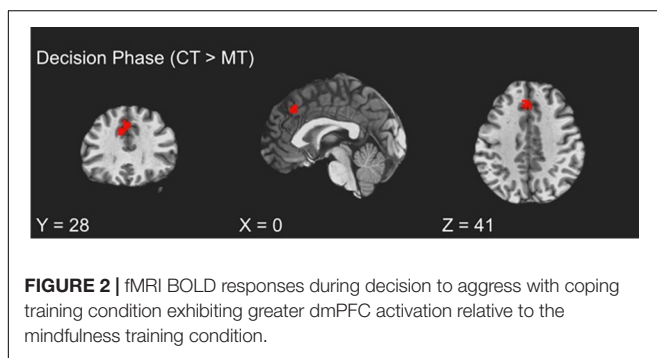 Decision Phase (CT > MT)
Y = 28
X = 0
Z = 41
FIGURE 2 | fMRI BOLD responses during decision to aggress with coping
training condition exhibiting greater dmPFC activation relative to the
mindfulness training condition.